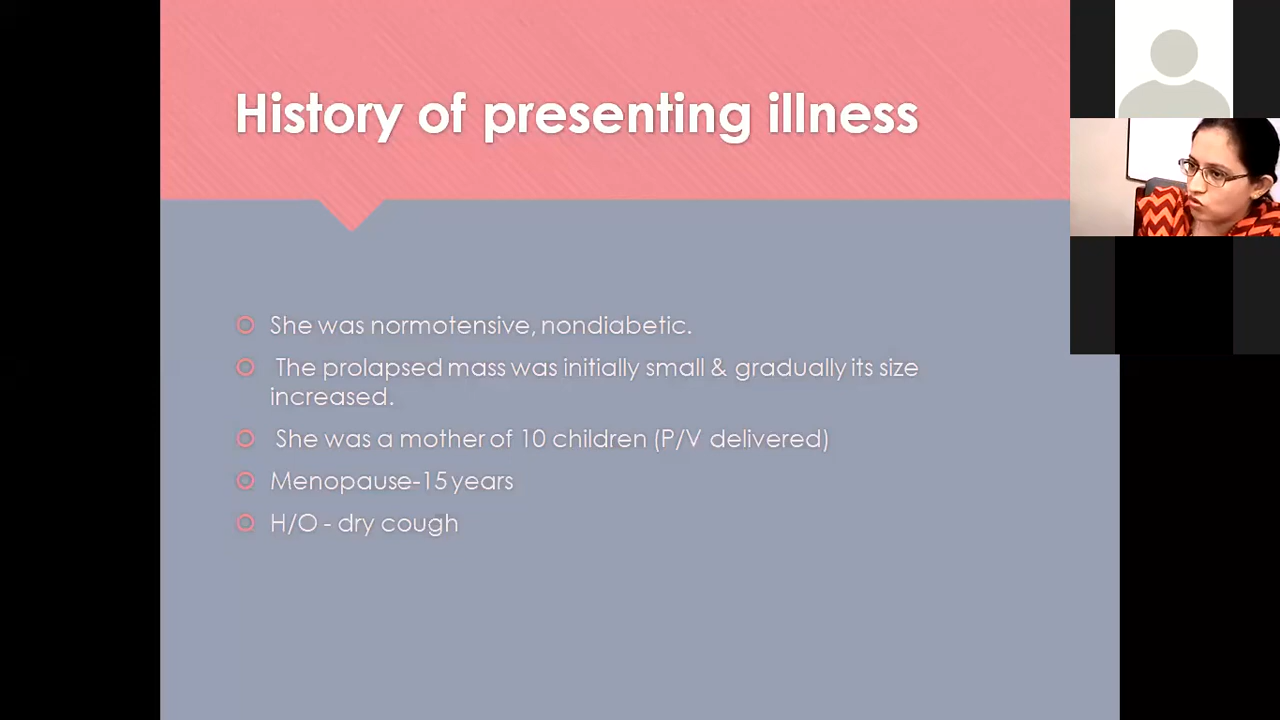 History of presenting illness
She was normotensive, nondiabetic.
The prolapsed mass was initially small & gradually its size
increased.
She was a mother of 10 children (P/V delivered)
Menopause-15 years
H/O - dry cough